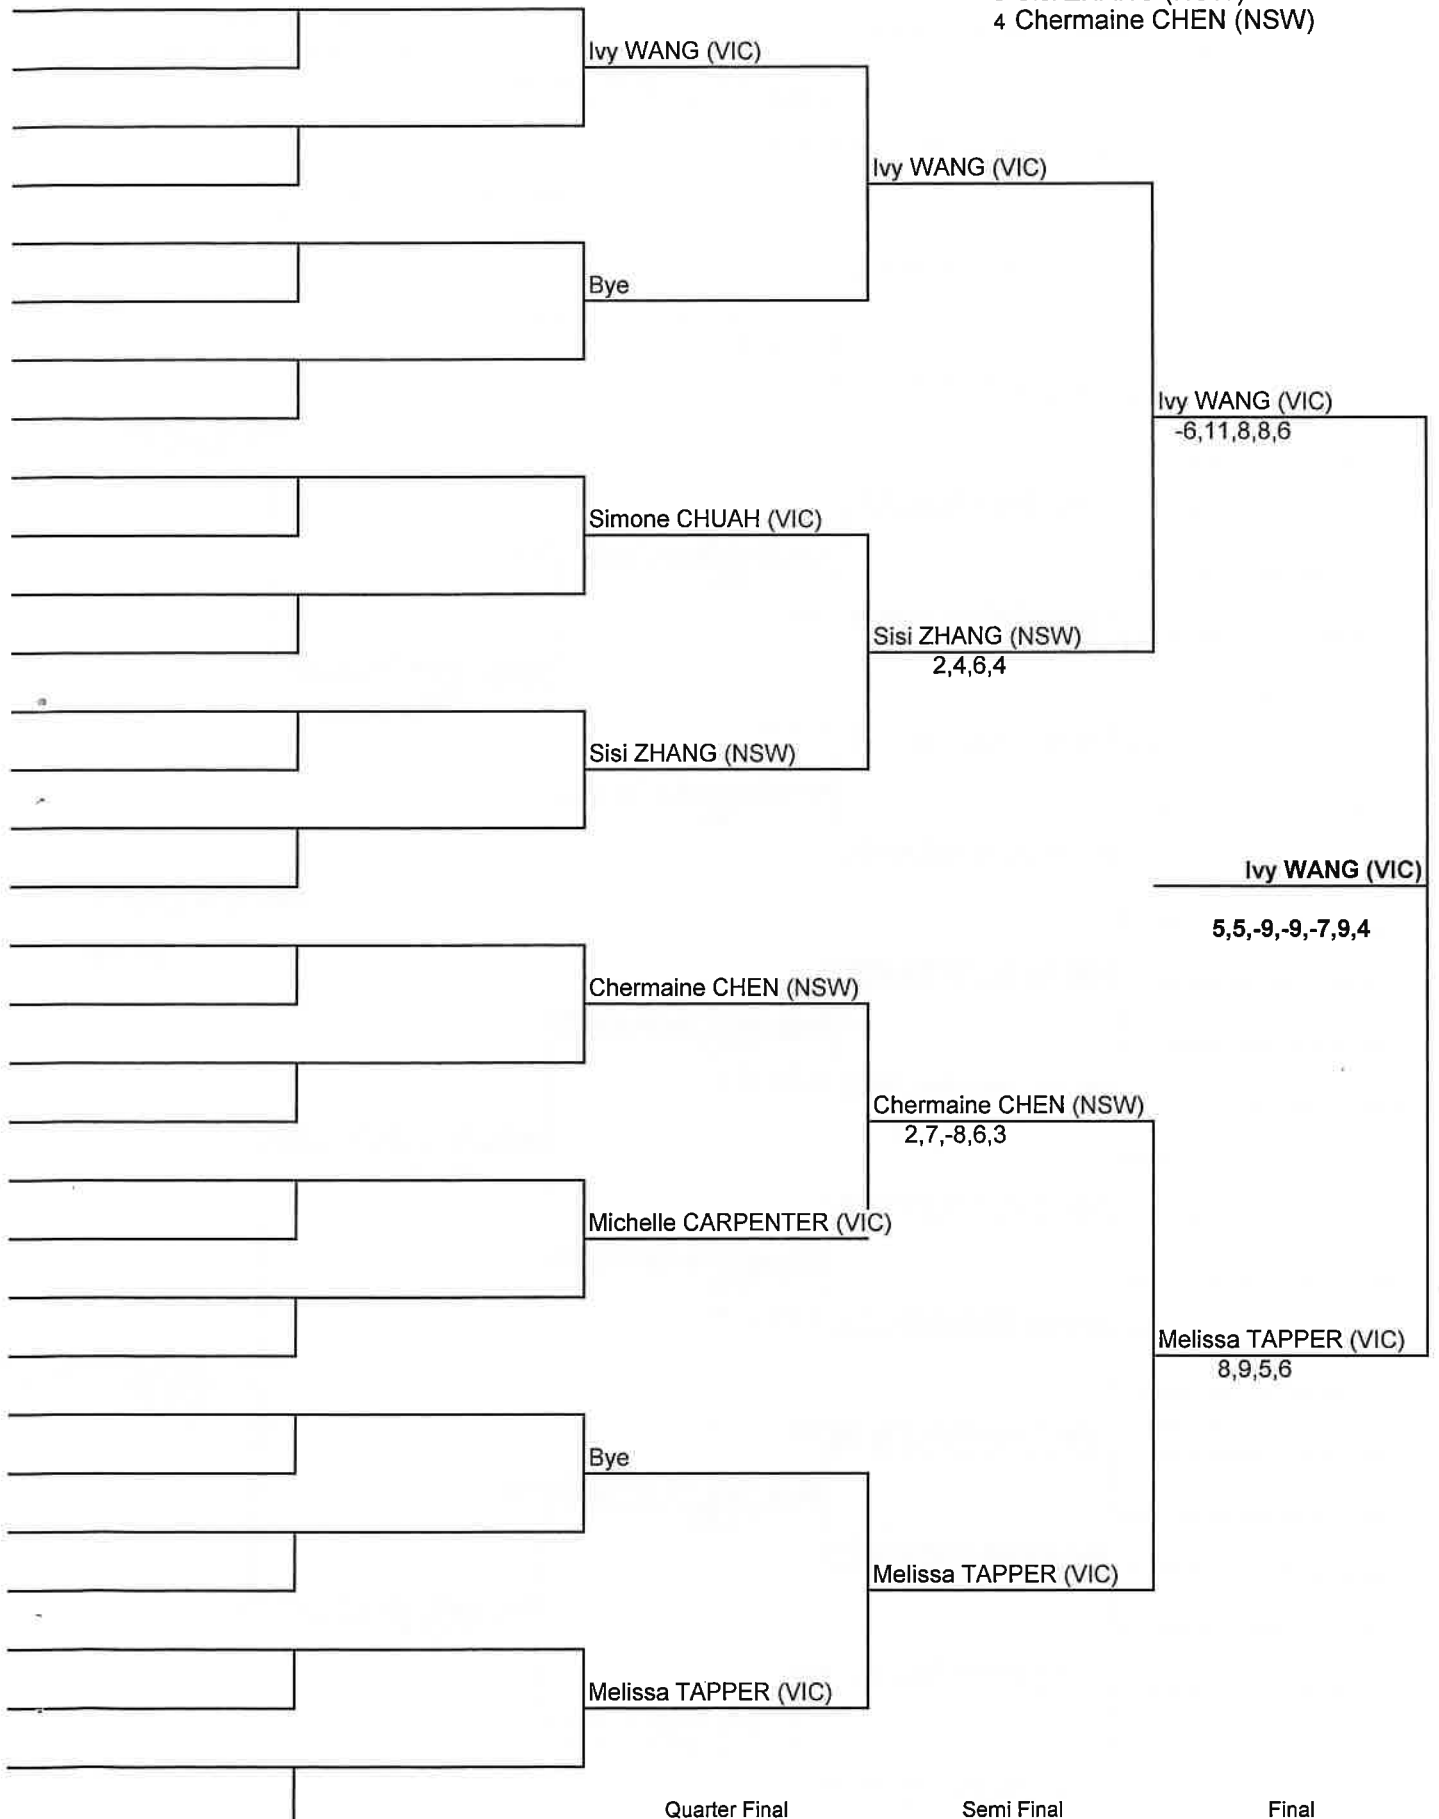 4 Chermaine CHEN (NSW)
Ivy WANG (VIC)
Ivy WANG (VIC)
Bye
Ivy WANG (VIC)
-6,11,8,8,6
Simone CHUAH (VIC)
Sisi ZHANG (NSW)
2,4,6,4
Sisi ZHANG (NSW)
Ivy WANG (VIC)
5,5,-9,-9,-7,9,4
Chermaine CHEN (NSW)
Chermaine CHEN (NSW)
2,7,-8,6,3
Michelle CARPENTER (VIC)
Melissa TAPPER (VIC)
8,9,5,6
Bye
Melissa TAPPER (VIC)
Melissa TAPPER (VIC)
Quarter Final Semi Final Final